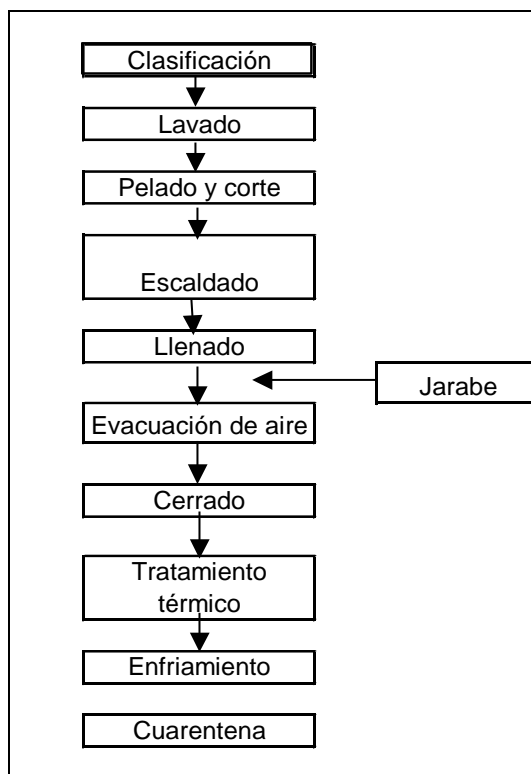 Clasificación
Lavado
Pelado y corte
Escaldado
Llenado
Jarabe
Evacuación de aire
Cerrado
Tratamiento
térmico
Enfriamiento
Cuarentena